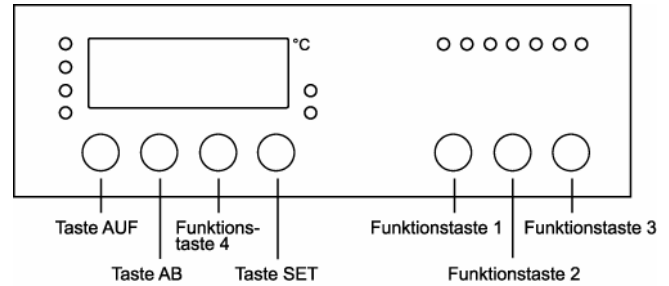 °C
Taste AUF
Funktions-
taste 4
Funktionstaste 1
Funktionstaste 3
Taste AB
Taste SET
Funktionstaste 2